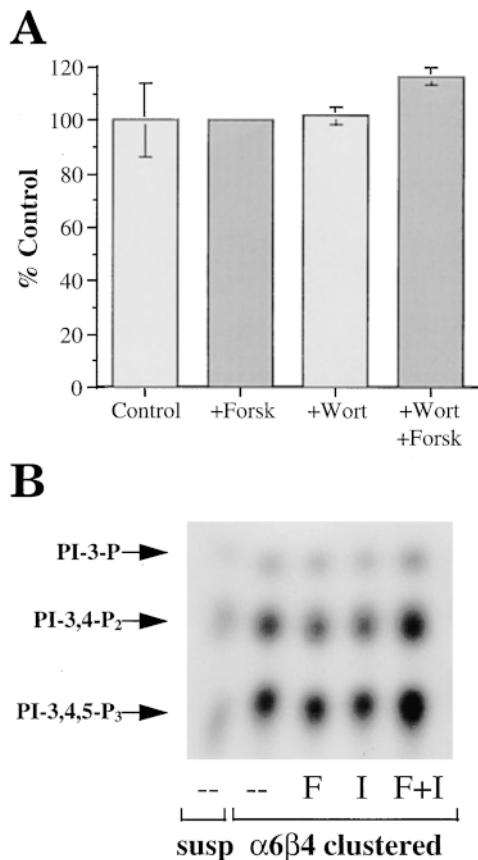 A
% Control
120
100
80
60
40
20
0
Control +Forsk +Wort +Wort
+Forsk
B
PI-3-P
PI-3,4-P₂
PI-3,4,5-P₃
-- -- F I F+I
susp α6β4 clustered